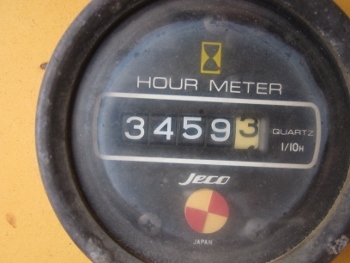 HOUR METER
34593
QUARTZ
1/10H
Jeco
JAPAN